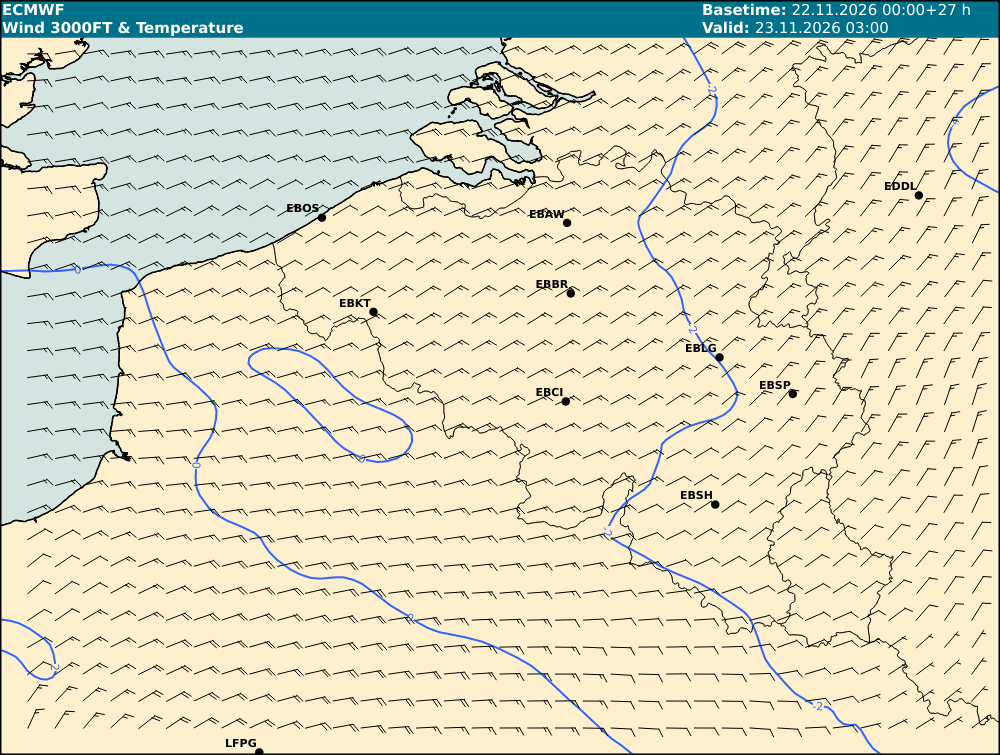 ECMWF
Wind 3000FT & Temperature
Basetime: 22.11.2026 00:00+27 h
Valid: 23.11.2026 03:00
-2
EDDL
EBOS
EBAW
0
EBBR
EBKT
-2
EBLG
EBSP
EBCI
0
0
EBSH
-2
0
2
-2
LFPG